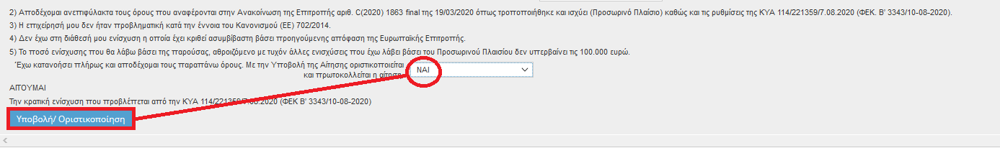 2) Αποδέχομαι ανεπιφύλακτα τους όρους που αναφέρονται στην Ανακοίνωση της Επιτροπής αριθ. C(2020) 1863 final της 19/03/2020 όπως τροποποιήθηκε και ισχύει (Προσωρινό Πλαίσιο) καθώς και τις ρυθμίσεις της ΚΥΑ 114/221359/7.08.2020 (ΦΕΚ. Β' 3343/10-08-2020).
3) Η επιχείρησή μου δεν ήταν προβληματική κατά την έννοια του Κανονισμού (ΕΕ) 702/2014.
4) Δεν έχω στη διάθεσή μου ενίσχυση η οποία έχει κριθεί ασυμβίβαστη βάσει προηγούμενης απόφαση της Ευρωπαϊκής Επιτροπής.
5) Το ποσό ενίσχυσης που θα λάβω βάσει της παρούσας, αθροιζόμενο με τυχόν άλλες ενισχύσεις που έχω λάβει βάσει του Προσωρινού Πλαισίου δεν υπερβαίνει τις 100.000 ευρώ.
Έχω κατανοήσει πλήρως και αποδέχομαι τους παραπάνω όρους. Με την Υποβολή της Αίτησης οριστικοποιείται
και πρωτοκολλείται η αίτηση
ΝΑΙ
ΑΙΤΟΥΜΑΙ
Την κρατική ενίσχυση που προβλέπεται από την ΚΥΑ 114/221359/7.08.2020 (ΦΕΚ Β' 3343/10-08-2020)
Υποβολή/ Οριστικοποίηση